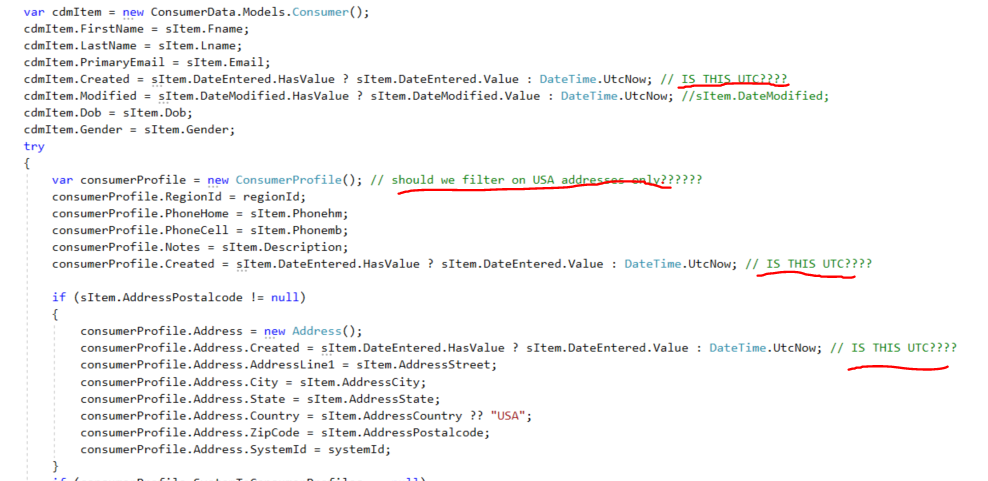 var cdmItem = new ConsumerData.Models.Consumer();
cdmItem.FirstName = sItem.Fname;
cdmItem.LastName = sItem.Lname;
cdmItem.PrimaryEmail = sItem.Email;
cdmItem.Created = sItem.DateEntered.HasValue ? sItem.DateEntered.Value : DateTime.UtcNow; // IS THIS UTC????
cdmItem.Modified = sItem.DateModified.HasValue ? sItem.DateModified.Value : DateTime.UtcNow; //sItem.DateModified;
cdmItem.Dob = sItem.Dob;
cdmItem.Gender = sItem.Gender;
try
{
var consumerProfile = new ConsumerProfile(); // should we filter on USA addresses only??????
consumerProfile.RegionId = regionId;
consumerProfile.PhoneHome = sItem.Phonehm;
consumerProfile.PhoneCell = sItem.Phonemb;
consumerProfile.Notes = sItem.Description;
consumerProfile.Created = sItem.DateEntered.HasValue ? sItem.DateEntered.Value : DateTime.UtcNow; // IS THIS UTC????
if (sItem.AddressPostalcode != null)
{
consumerProfile.Address = new Address();
consumerProfile.Address.Created = sItem.DateEntered.HasValue ? sItem.DateEntered.Value : DateTime.UtcNow; // IS THIS UTC????
consumerProfile.Address.AddressLine1 = sItem.AddressStreet;
consumerProfile.Address.City = sItem.AddressCity;
consumerProfile.Address.State = sItem.AddressState;
consumerProfile.Address.Country = sItem.AddressCountry ?? "USA";
consumerProfile.Address.ZipCode = sItem.AddressPostalcode;
consumerProfile.Address.SystemId = systemId;
}